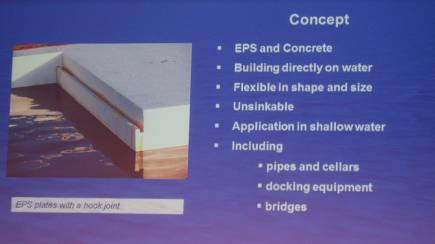 Concept
EPS and Concrete
Building directly on water
Flexible in shape and size
Unsinkable
Application in shallow water
Including
pipes and cellars
docking equipment
bridges
EPS plates with a hook joint